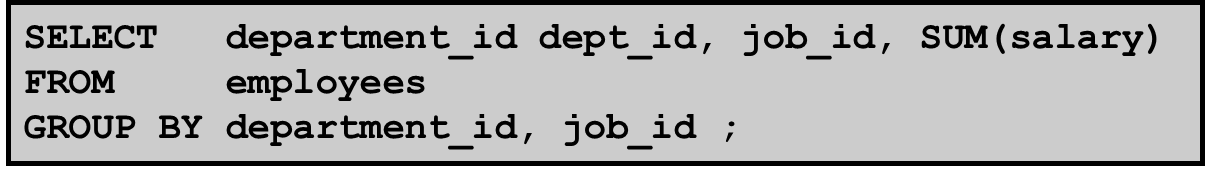 SELECT   department_id dept_id, job_id, SUM(salary)
FROM     employees
GROUP BY department_id, job_id ;